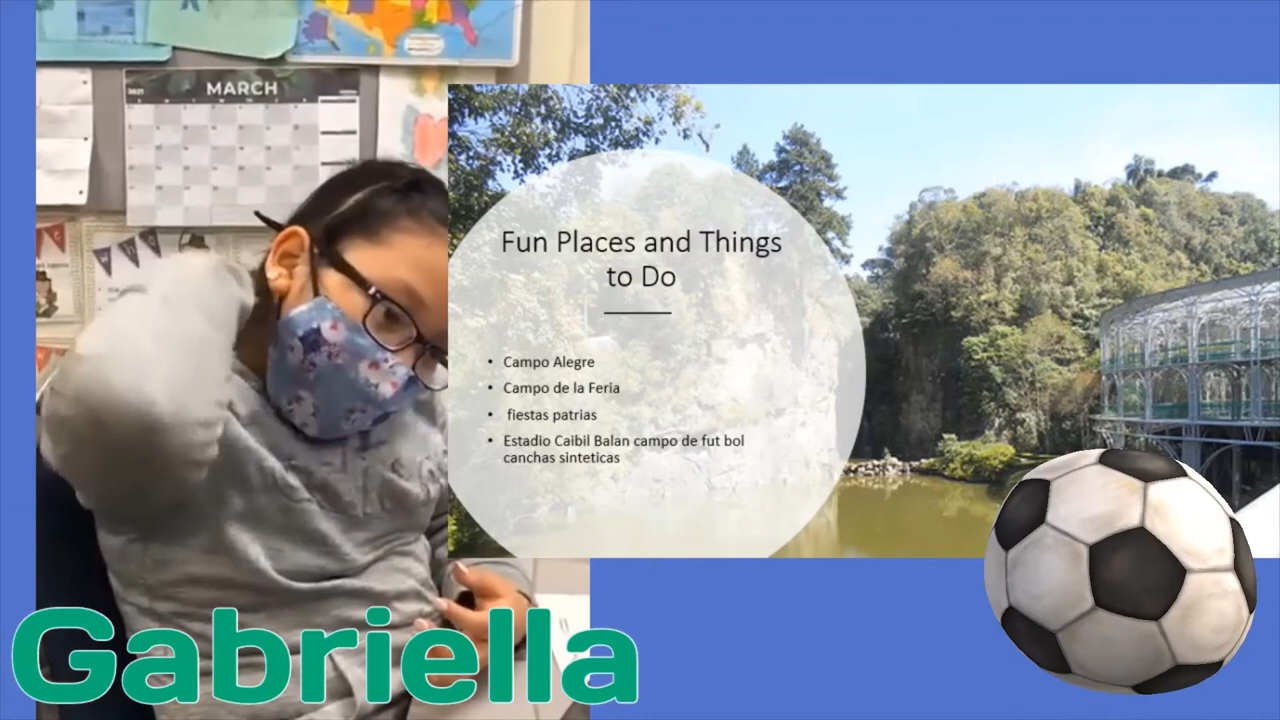 2021 MARCH
Fun Places and Things
to Do
• Campo Alegre
• Campo de la Feria
• fiestas patrias
• Estadio Caibil Balan campo de fut bol
canchas sinteticas
Gabriella